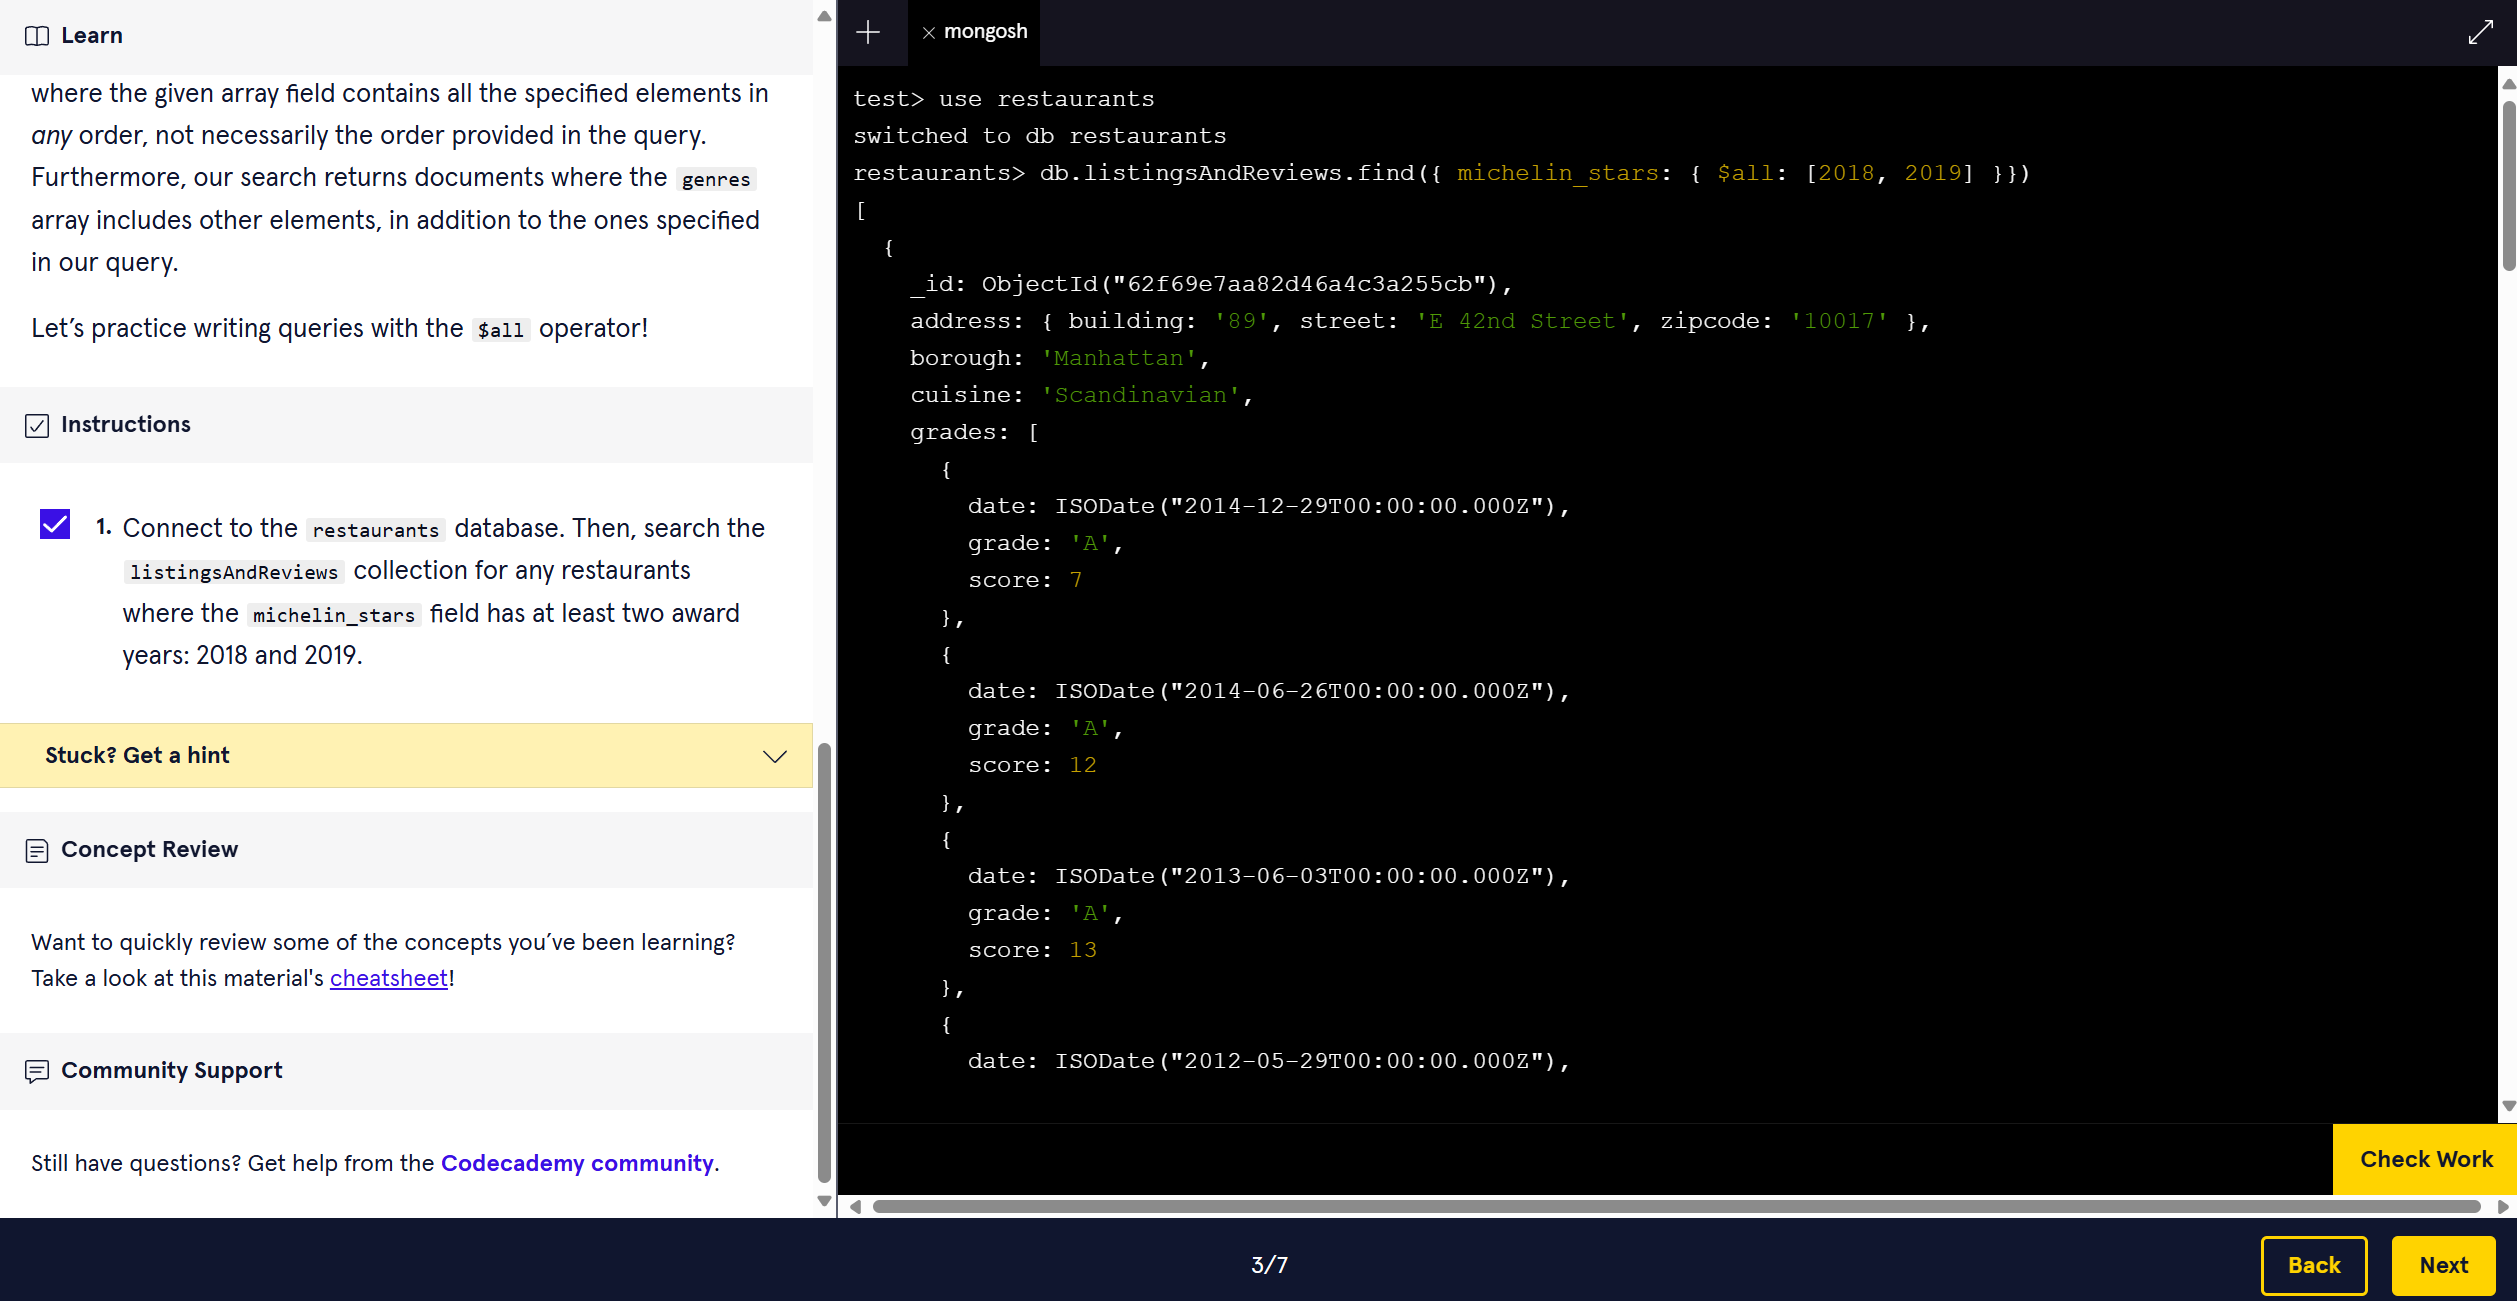 Learn
where the given array field contains all the specified elements in
any order, not necessarily the order provided in the query.
Furthermore, our search returns documents where the genres
array includes other elements, in addition to the ones specified
in our query.
Let’s practice writing queries with the $all operator!
Instructions
1. Connect to the restaurants database. Then, search the
listingsAndReviews collection for any restaurants
where the michelin_stars field has at least two award
years: 2018 and 2019.
Stuck? Get a hint
Concept Review
Want to quickly review some of the concepts you’ve been learning?
Take a look at this material's cheatsheet!
Community Support
Still have questions? Get help from the Codecademy community.
mongosh
test> use restaurants
switched to db restaurants
restaurants> db.listingsAndReviews.find({ michelin_stars: { $all: [2018, 2019] }})
[
{
_id: ObjectId("62f69e7aa82d46a4c3a255cb"),
address: { building: '89', street: 'E 42nd Street', zipcode: '10017' },
borough: 'Manhattan',
cuisine: 'Scandinavian',
grades: [
{
date: ISODate("2014-12-29T00:00:00.000Z"),
grade: 'A',
score: 7
},
{
date: ISODate("2014-06-26T00:00:00.000Z"),
grade: 'A',
score: 12
},
{
date: ISODate("2013-06-03T00:00:00.000Z"),
grade: 'A',
score: 13
},
{
date: ISODate("2012-05-29T00:00:00.000Z"),
Check Work
3/7
Back
Next